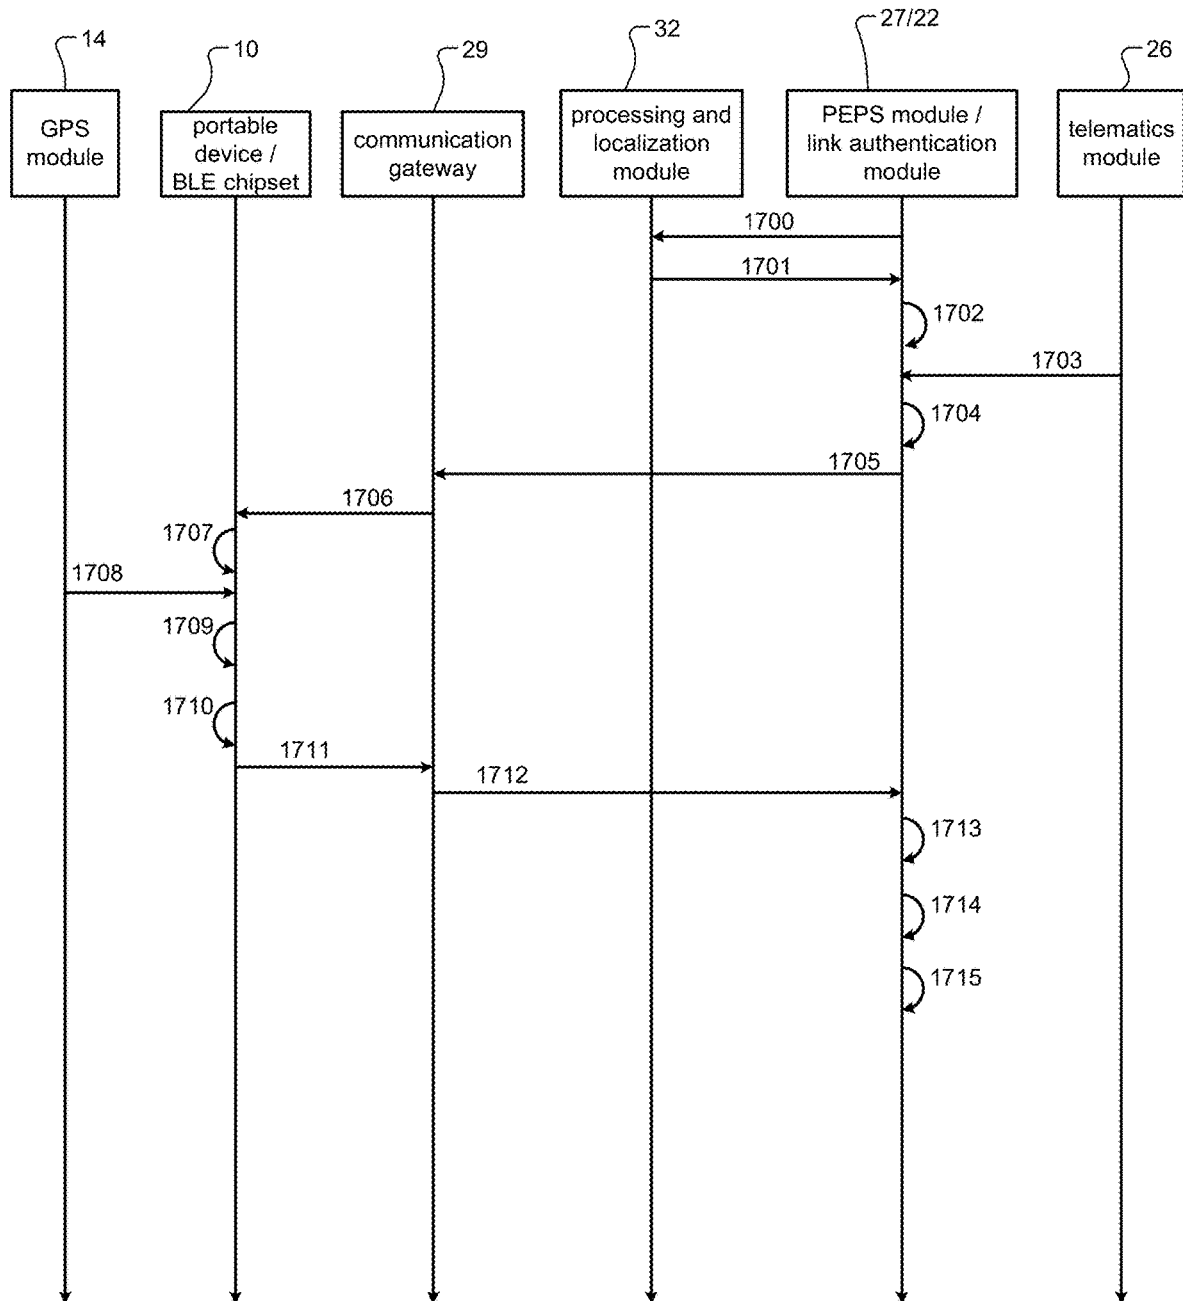 14
10
29
32
27/22
26
GPS
module
portable
device /
BLE chipset
communication
gateway
processing and
localization
module
PEPS module /
link authentication
module
telematics
module
1700
1701
1702
1703
1704
1705
1706
1707
1708
1709
1710
1711
1712
1713
1714
1715